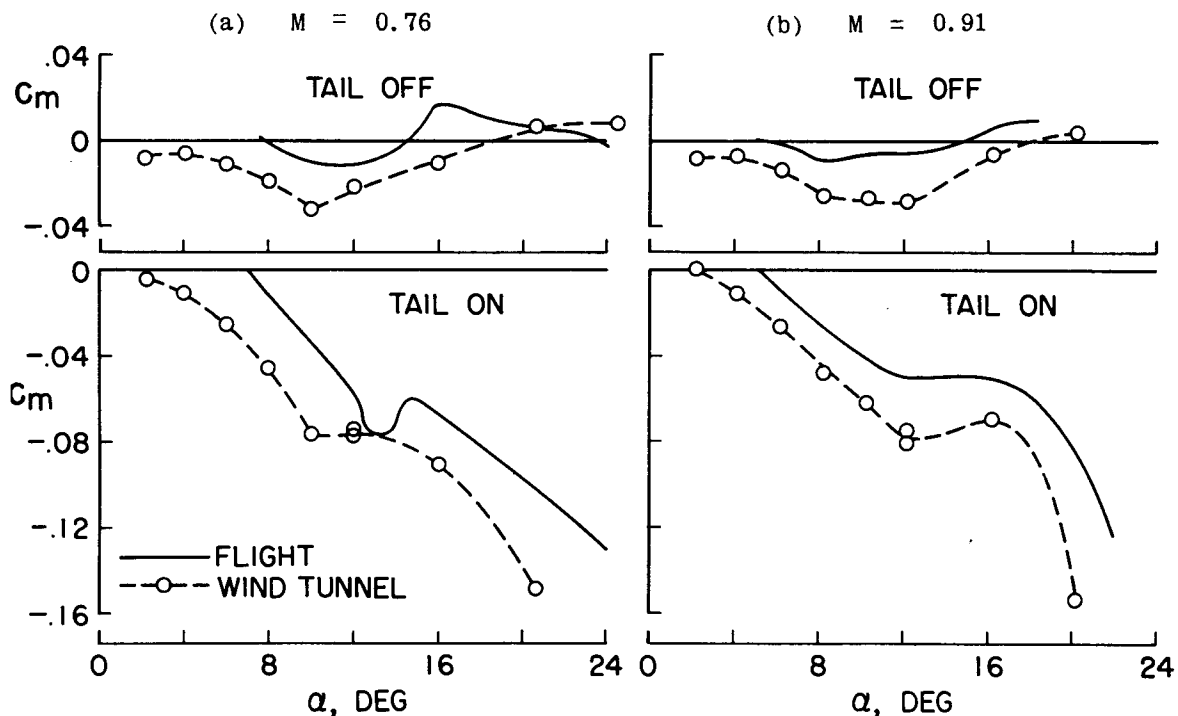 (a) M = 0.76
(b) M = 0.91
.04
Cm
0
-.04
TAIL OFF
TAIL OFF
0
-.04
Cm
-.08
-.12
-.16
TAIL ON
TAIL ON
FLIGHT
WIND TUNNEL
0 8 16 24
0 8 16 24
α, DEG
α, DEG